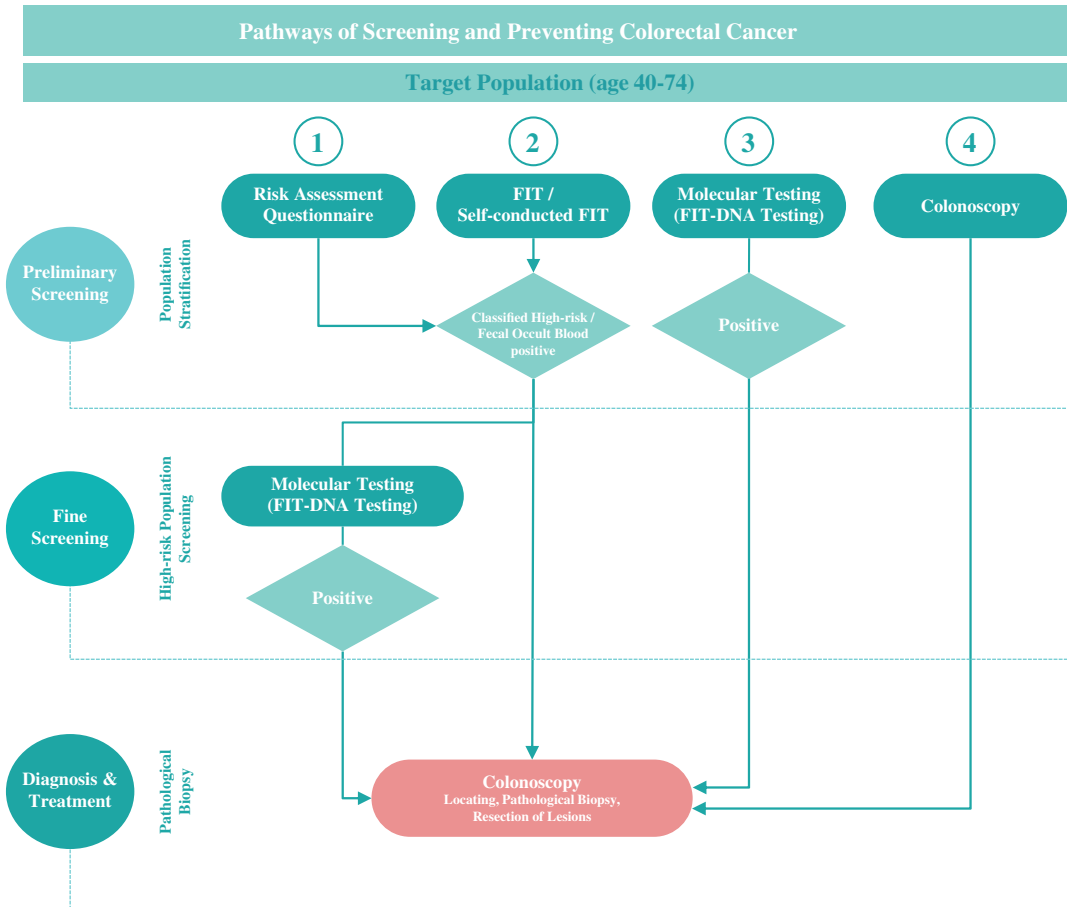 Pathways of Screening and Preventing Colorectal Cancer
Target Population (age 40-74)
1
2
3
4
Risk Assessment
Questionnaire
FIT /
Self-conducted FIT
Molecular Testing
(FIT-DNA Testing)
Colonoscopy
Preliminary
Screening
Population
Stratification
Classified High-risk /
Fecal Occult Blood
positive
Positive
Fine
Screening
High-risk Population
Screening
Molecular Testing
(FIT-DNA Testing)
Positive
Diagnosis &
Treatment
Pathological
Biopsy
Colonoscopy
Locating, Pathological Biopsy,
Resection of Lesions